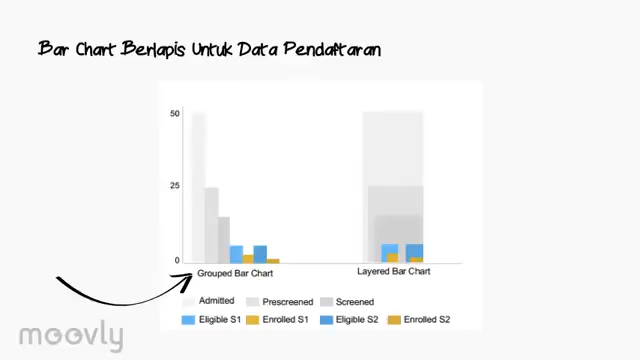 Bar Chart Berlapis Untuk Data Pendaftaran
50
25
0
Grouped Bar Chart
Layered Bar Chart
Admitted
Prescreened
Screened
Eligible S1
Enrolled S1
Eligible S2
Enrolled S2
moovly